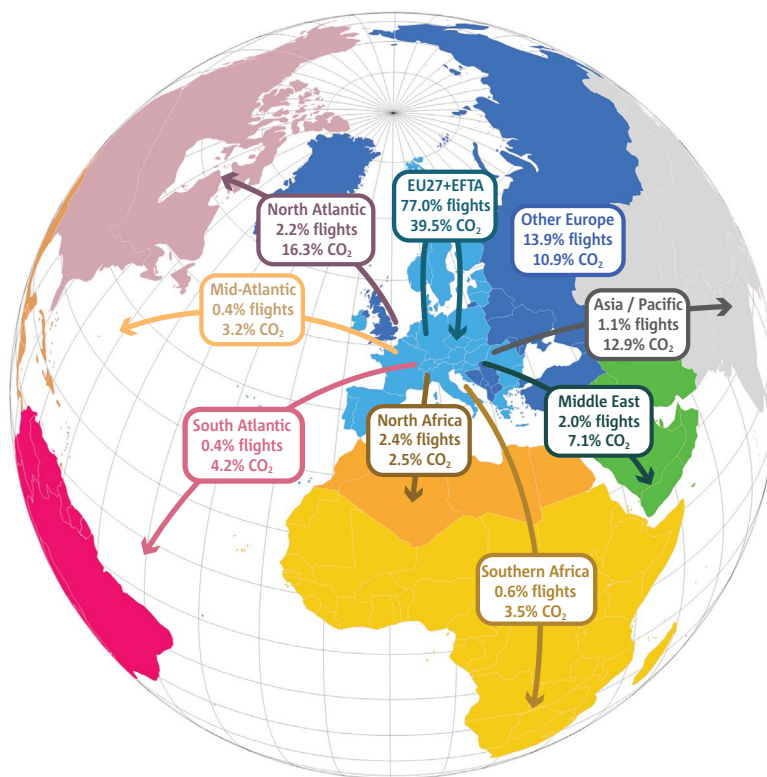 EU27+EFTA
77.0% flights
39.5% CO₂
North Atlantic
2.2% flights
16.3% CO₂
Other Europe
13.9% flights
10.9% CO₂
Mid-Atlantic
0.4% flights
3.2% CO₂
Asia / Pacific
1.1% flights
12.9% CO₂
Middle East
2.0% flights
7.1% CO₂
South Atlantic
0.4% flights
4.2% CO₂
North Africa
2.4% flights
2.5% CO₂
Southern Africa
0.6% flights
3.5% CO₂